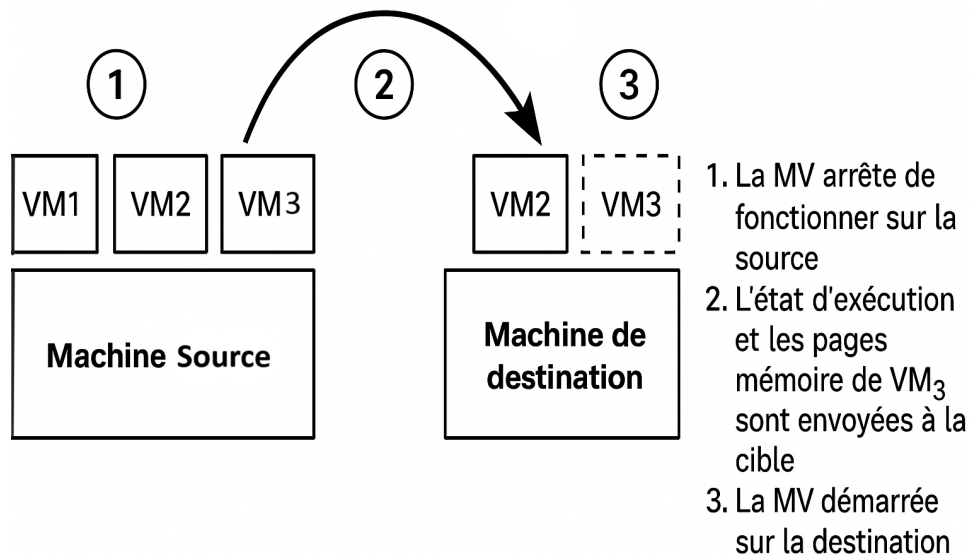 1
2
3
VM1
VM2
VM3
VM2
VM3
Machine Source
Machine de
destination
1. La MV arrête de
fonctionner sur la
source
2. L'état d'exécution
et les pages
mémoire de VM3
sont envoyées à la
cible
3. La MV démarrée
sur la destination